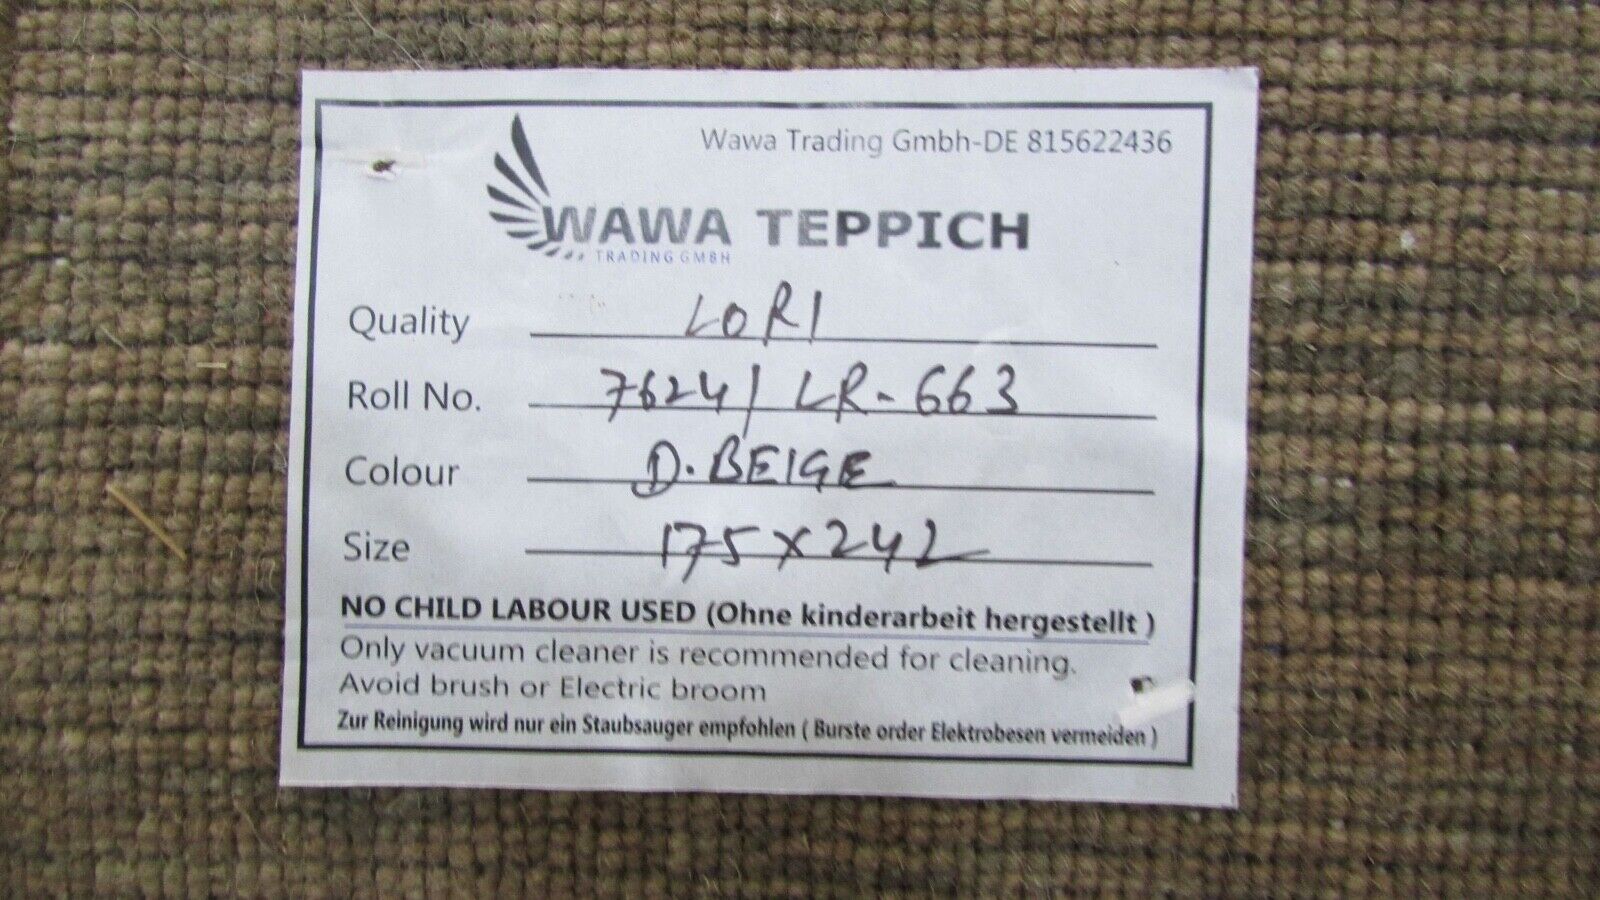 Wawa Trading Gmbh-DE 815622436
WAWA TEPPICH
TRADING GMBH
Quality LORI
Roll No. 7624/ LR-663
Colour D.BEIGE
Size 175x242
NO CHILD LABOUR USED (Ohne kinderarbeit hergestellt )
Only vacuum cleaner is recommended for cleaning.
Avoid brush or Electric broom
Zur Reinigung wird nur ein Staubsauger empfohlen ( Burste order Elektrobesen vermeiden )